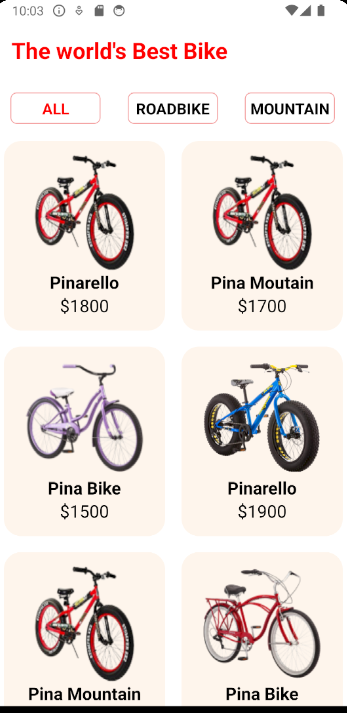 10:03
The world's Best Bike
ALL ROADBIKE MOUNTAIN
Pinarello Pina Moutain
$1800 $1700
Pina Bike Pinarello
$1500 $1900
Pina Mountain Pina Bike